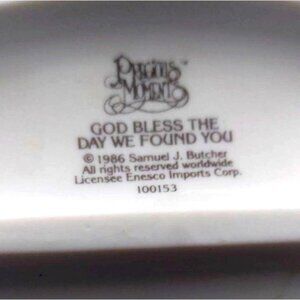 PRECIOUS
MOMENTS™
GOD BLESS THE
DAY WE FOUND YOU
© 1986 Samuel J. Butcher
All rights reserved worldwide
Licensee Enesco Imports Corp.
100153